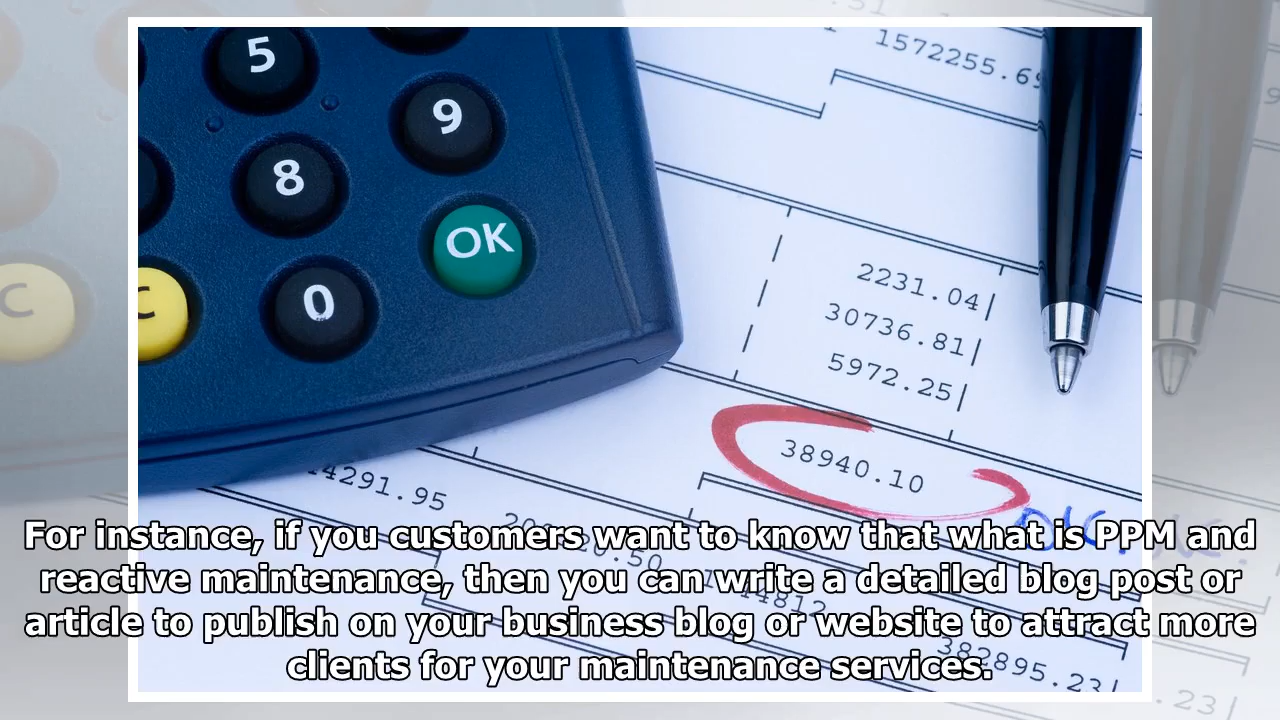 5
9
8
OK
C
0
1572255.69
2231.04
30736.81
5972.25
38940.10
14291.95
For instance, if you customers want to know that what is PPM and
reactive maintenance, then you can write a detailed blog post or
article to publish on your business blog or website to attract more
clients for your maintenance services.
382895.23
C
.23